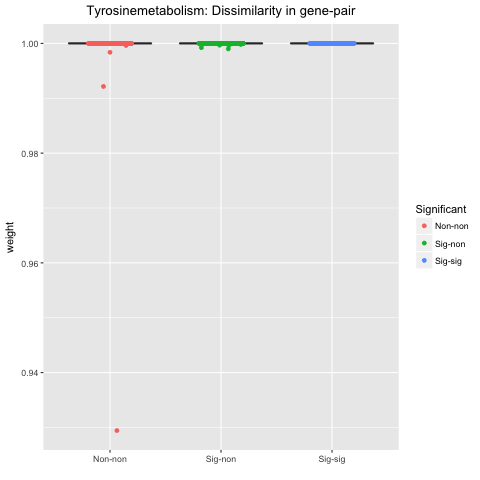 Tyrosinemetabolism: Dissimilarity in gene-pair
1.00
0.98
0.96
0.94
weight
Non-non
Sig-non
Sig-sig
Significant
Non-non
Sig-non
Sig-sig